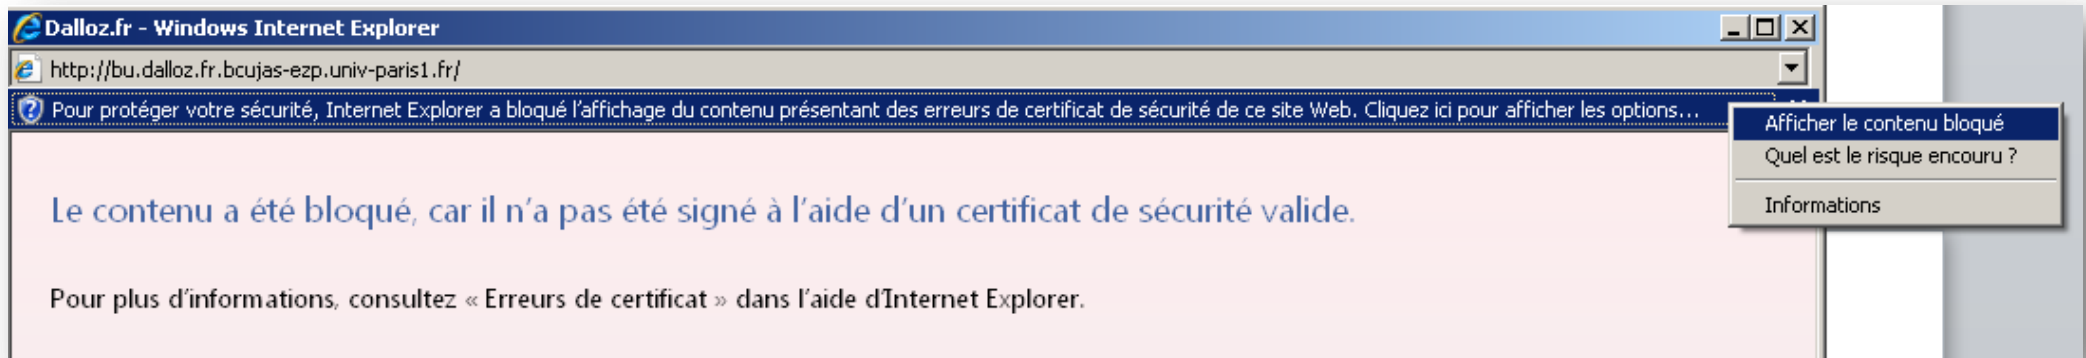 Dalloz.fr - Windows Internet Explorer
http://bu.dalloz.fr.bcujas-ezp.univ-paris1.fr/
Pour protéger votre sécurité, Internet Explorer a bloqué l'affichage du contenu présentant des erreurs de certificat de sécurité de ce site Web. Cliquez ici pour afficher les options...
Afficher le contenu bloqué
Quel est le risque encouru ?
Informations
Le contenu a été bloqué, car il n'a pas été signé à l'aide d'un certificat de sécurité valide.
Pour plus d'informations, consultez « Erreurs de certificat » dans l'aide d'Internet Explorer.